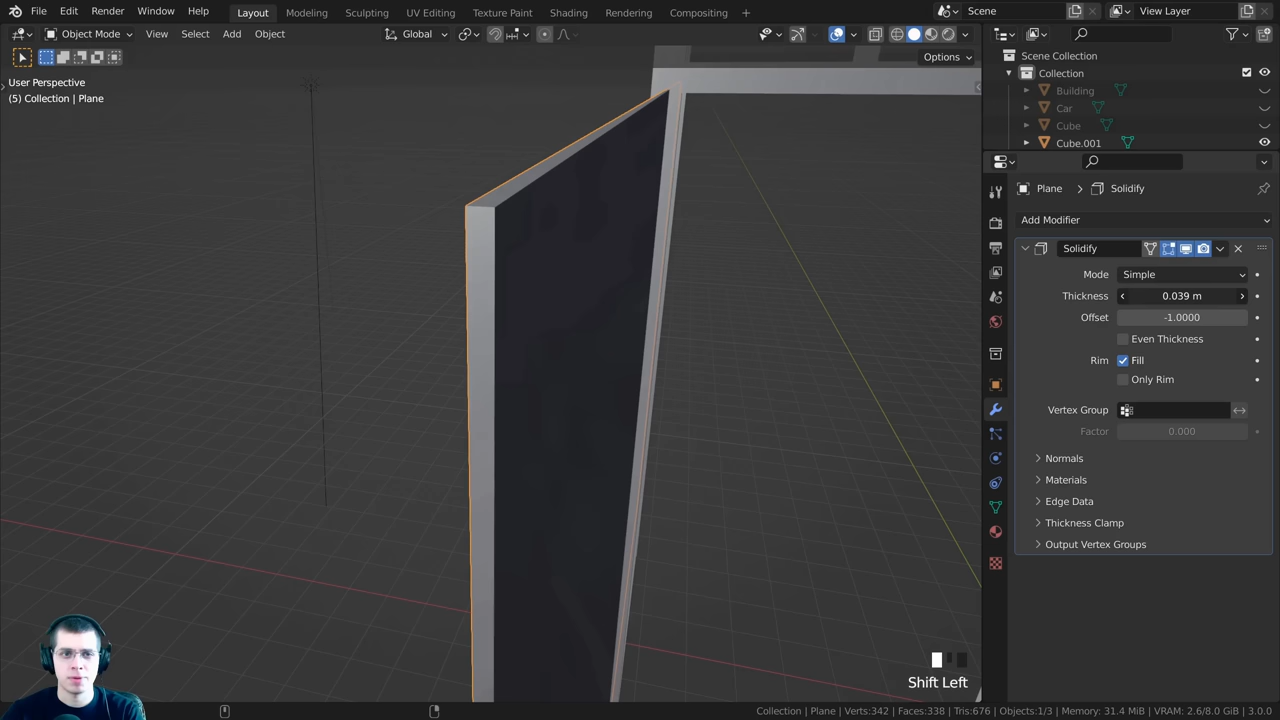 File Edit Render Window Help
Layout Modeling Sculpting UV Editing Texture Paint Shading Rendering Compositing +
Scene
View Layer
Object Mode View Select Add Object
Global
Options
User Perspective
(5) Collection | Plane
Scene Collection
Collection
Building
Car
Cube
Cube.001
Plane > Solidify
Add Modifier
Solidify
Mode Simple
Thickness 0.039 m
Offset -1.0000
Even Thickness
Rim Fill
Only Rim
Vertex Group
Factor 0.000
Normals
Materials
Edge Data
Thickness Clamp
Output Vertex Groups
Shift Left
Collection | Plane | Verts:342 | Faces:338 | Tris:676 | Objects:1/3 | Memory: 31.4 MiB | VRAM: 2.6/8.0 GiB | 3.0.0